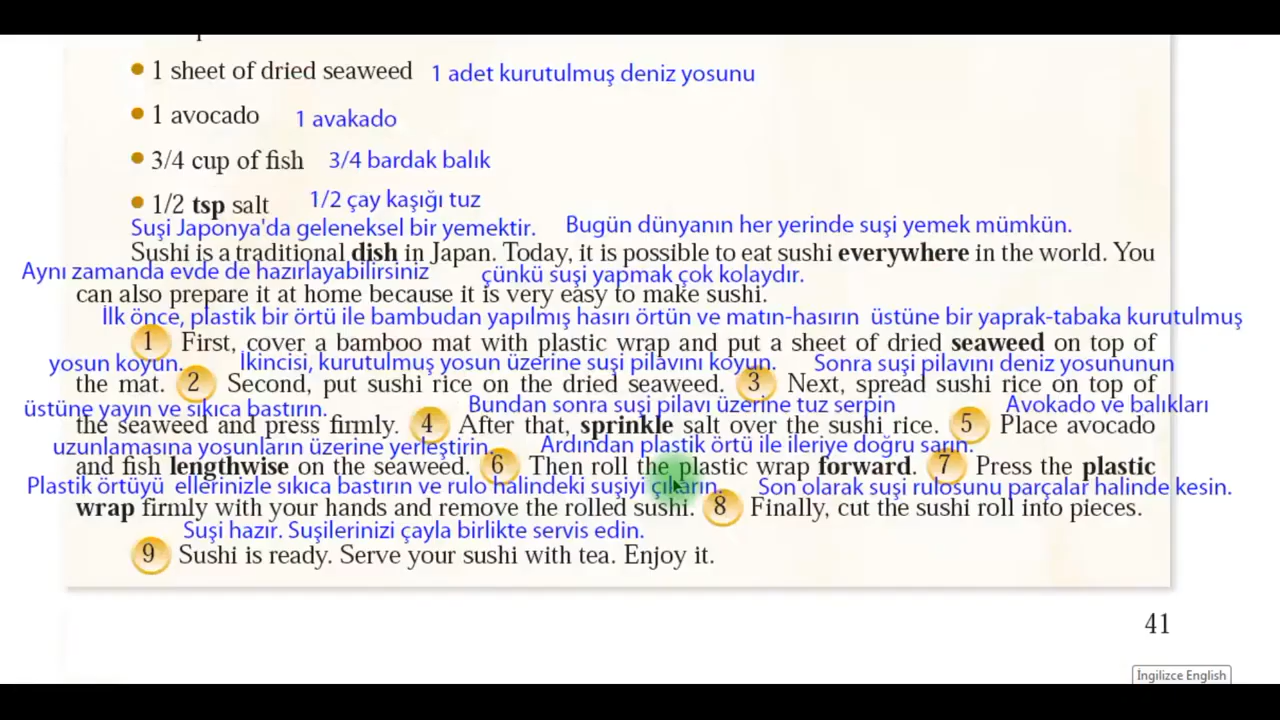 1 sheet of dried seaweed 1 adet kurutulmuş deniz yosunu
1 avocado 1 avakado
3/4 cup of fish 3/4 bardak balık
1/2 tsp salt 1/2 çay kaşığı tuz
Suşi Japonya'da geleneksel bir yemektir. Bugün dünyanın her yerinde suşi yemek mümkün.
Sushi is a traditional dish in Japan. Today, it is possible to eat sushi everywhere in the world. You
Aynı zamanda evde de hazırlayabilirsiniz çünkü suşi yapmak çok kolaydır.
can also prepare it at home because it is very easy to make sushi.
İlk önce, plastik bir örtü ile bambudan yapılmış hasırı örtün ve matın-hasırın üstüne bir yaprak-tabaka kurutulmuş
1 First, cover a bamboo mat with plastic wrap and put a sheet of dried seaweed on top of
yosun koyun. İkincisi, kurutulmuş yosun üzerine suşi pilavını koyun. Sonra suşi pilavını deniz yosununun
the mat. 2 Second, put sushi rice on the dried seaweed. 3 Next, spread sushi rice on top of
üstüne yayın ve sıkıca bastırın. Bundan sonra suşi pilavı üzerine tuz serpin Avokado ve balıkları
the seaweed and press firmly. 4 After that, sprinkle salt over the sushi rice. 5 Place avocado
uzunlamasına yosunların üzerine yerleştirin. Ardından plastik örtü ile ileriye doğru sarın.
and fish lengthwise on the seaweed. 6 Then roll the plastic wrap forward. 7 Press the plastic
Plastik örtüyü ellerinizle sıkıca bastırın ve rulo halindeki suşiyi çıkarın. Son olarak suşi rulosunu parçalar halinde kesin.
wrap firmly with your hands and remove the rolled sushi. 8 Finally, cut the sushi roll into pieces.
Suşi hazır. Suşilerinizi çayla birlikte servis edin.
9 Sushi is ready. Serve your sushi with tea. Enjoy it.
41
İngilizce English